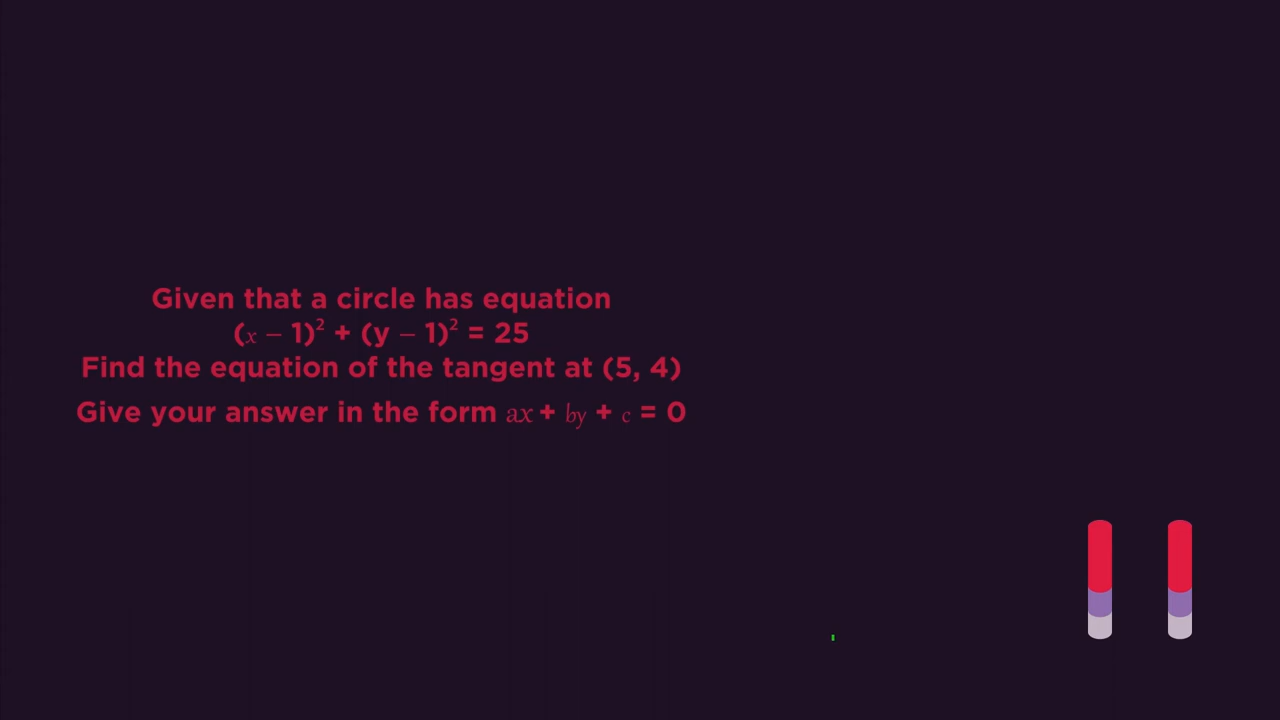 Given that a circle has equation
(x – 1)² + (y – 1)² = 25
Find the equation of the tangent at (5, 4)
Give your answer in the form ax + by + c = 0